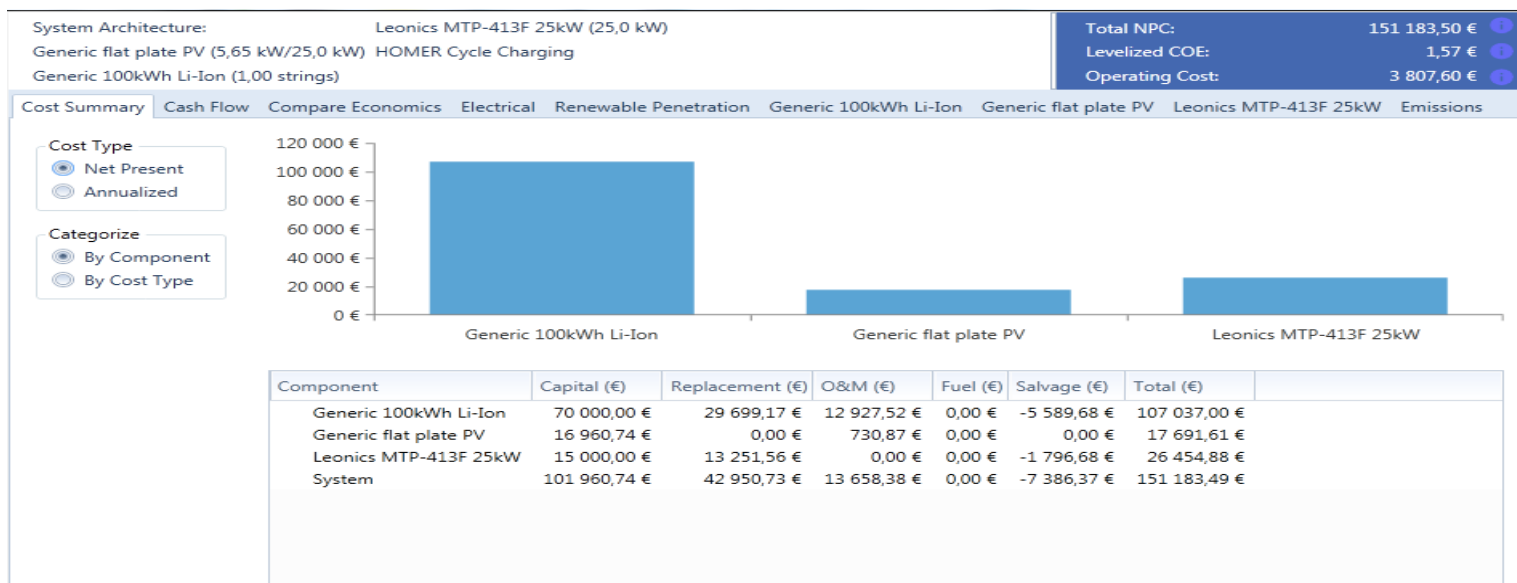 System Architecture: Leonics MTP-413F 25kW (25,0 kW)
Generic flat plate PV (5,65 kW/25,0 kW) HOMER Cycle Charging
Generic 100kWh Li-Ion (1,00 strings)
Total NPC: 151 183,50 €
Levelized COE: 1,57 €
Operating Cost: 3 807,60 €
Cost Summary Cash Flow Compare Economics Electrical Renewable Penetration Generic 100kWh Li-Ion Generic flat plate PV Leonics MTP-413F 25kW Emissions
Cost Type
Net Present
Annualized
Categorize
By Component
By Cost Type
120 000 €
100 000 €
80 000 €
60 000 €
40 000 €
20 000 €
0 €
Generic 100kWh Li-Ion Generic flat plate PV Leonics MTP-413F 25kW
Component Capital (€) Replacement (€) O&M (€) Fuel (€) Salvage (€) Total (€)
Generic 100kWh Li-Ion 70 000,00 € 29 699,17 € 12 927,52 € 0,00 € -5 589,68 € 107 037,00 €
Generic flat plate PV 16 960,74 € 0,00 € 730,87 € 0,00 € 0,00 € 17 691,61 €
Leonics MTP-413F 25kW 15 000,00 € 13 251,56 € 0,00 € 0,00 € -1 796,68 € 26 454,88 €
System 101 960,74 € 42 950,73 € 13 658,38 € 0,00 € -7 386,37 € 151 183,49 €